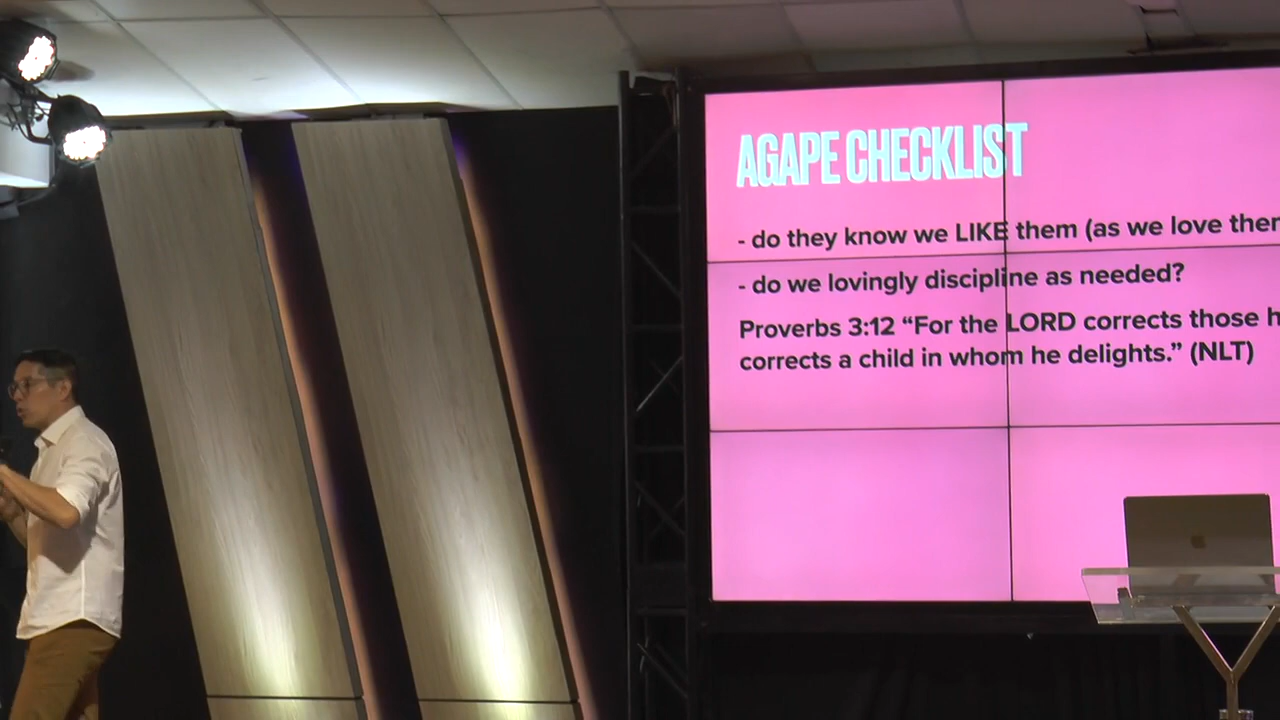 AGAPE CHECKLIST
- do they know we LIKE them (as we love
- do we lovingly discipline as needed?
Proverbs 3:12 “For the LORD corrects those
corrects a child in whom he delights.” (NLT)